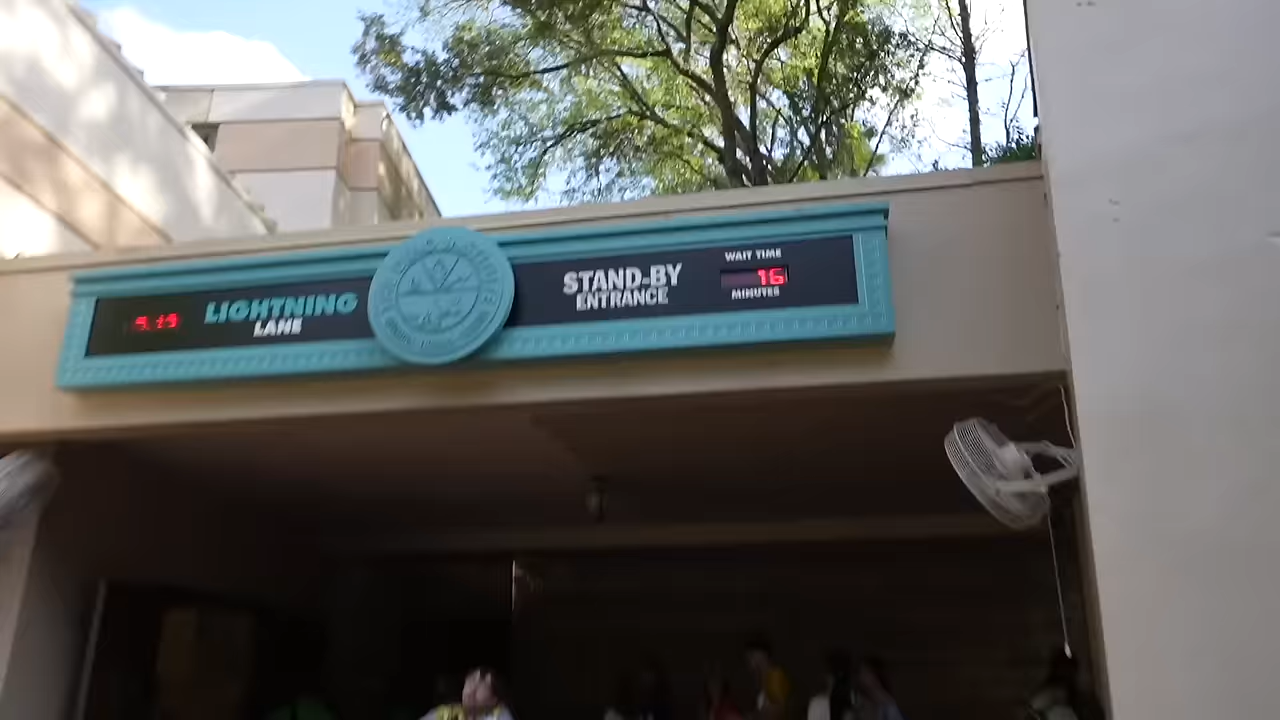 LIGHTNING
LANE
STAND-BY
ENTRANCE
WAIT TIME
16
MINUTES